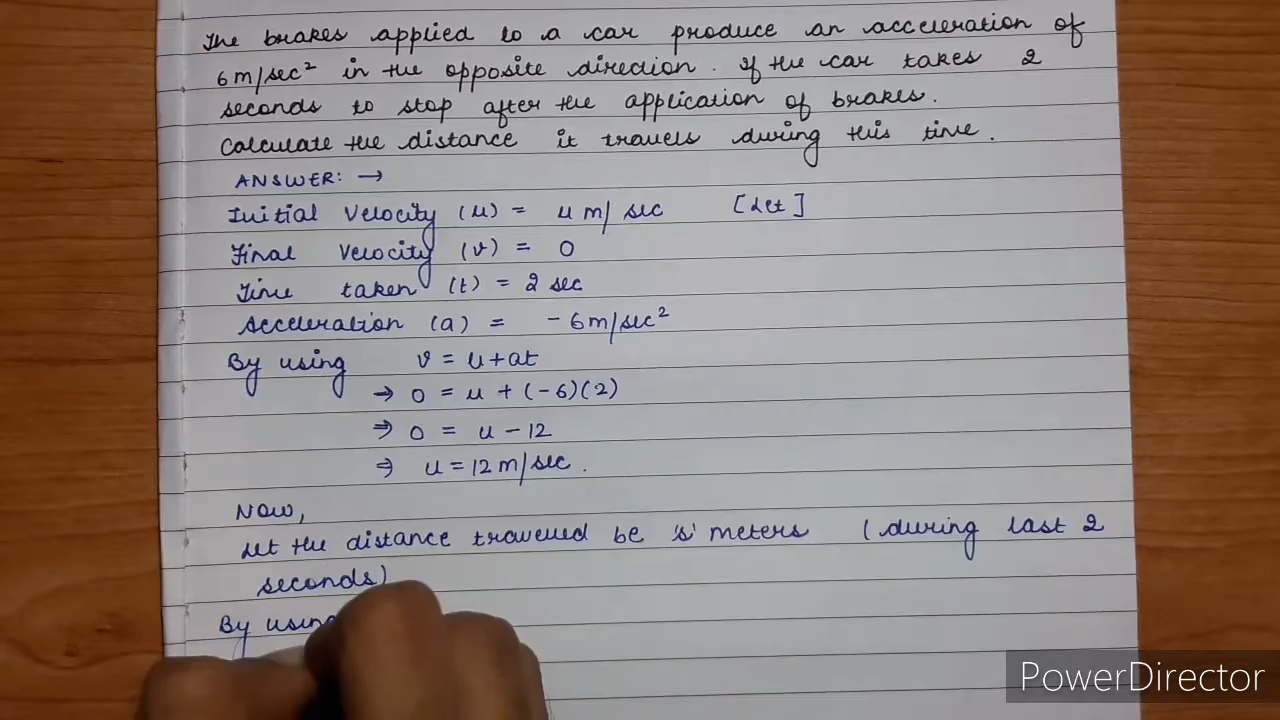 The brakes applied to a car produce an acceleration of
6m/sec² in the opposite direction. If the car takes 2
seconds to stop after the application of brakes.
Calculate the distance it travels during this time.
ANSWER: →
Initial Velocity (u) = u m/sec [Let]
Final Velocity (v) = 0
Time taken (t) = 2 sec
Acceleration (a) = -6m/sec²
By using v = u+at
→ 0 = u + (-6)(2)
⇒ 0 = u - 12
⇒ u = 12 m/sec.
Now,
Let the distance travelled be 's' meters (during last 2
seconds)
By using
PowerDirector